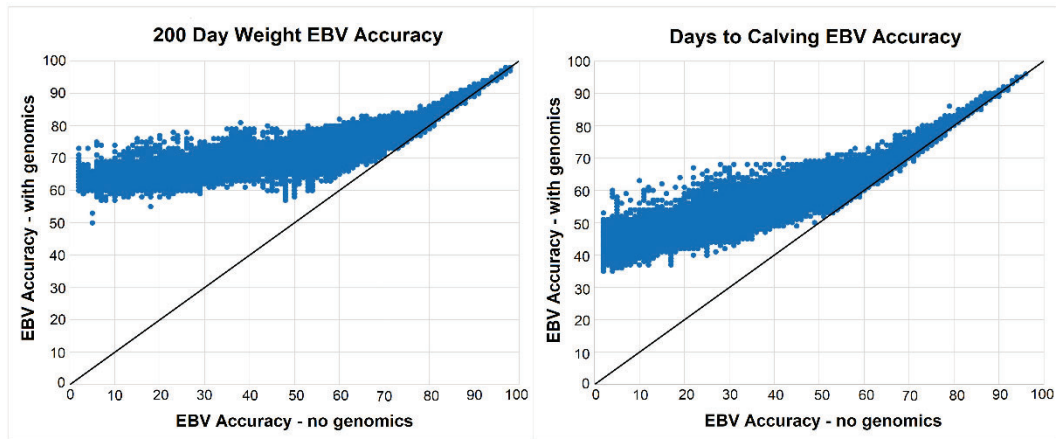 200 Day Weight EBV Accuracy
EBV Accuracy - with genomics
100
90
80
70
60
50
40
30
20
10
0
0 10 20 30 40 50 60 70 80 90 100
EBV Accuracy - no genomics
Days to Calving EBV Accuracy
EBV Accuracy - with genomics
100
90
80
70
60
50
40
30
20
10
0
0 10 20 30 40 50 60 70 80 90 100
EBV Accuracy - no genomics